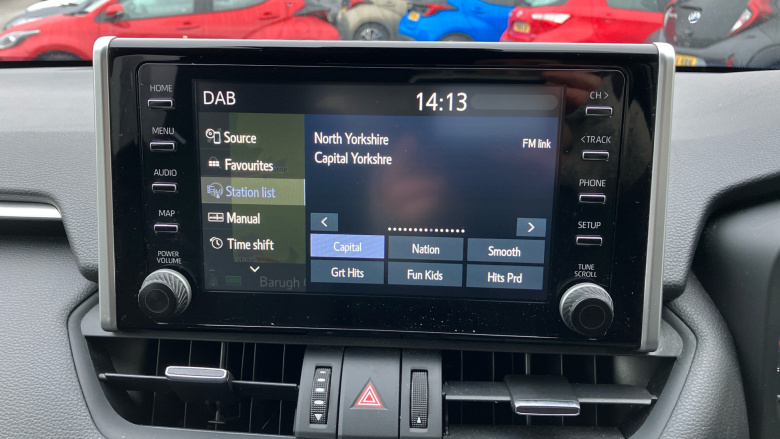 HOME
MENU
AUDIO
MAP
POWER
VOLUME
DAB
14:13
Source
Favourites
Station list
Manual
Time shift
North Yorkshire
Capital Yorkshire
FM link
Capital
Nation
Smooth
Grt Hits
Fun Kids
Hits Prd
Barugh
CH >
< TRACK
PHONE
SETUP
TUNE
SCROLL